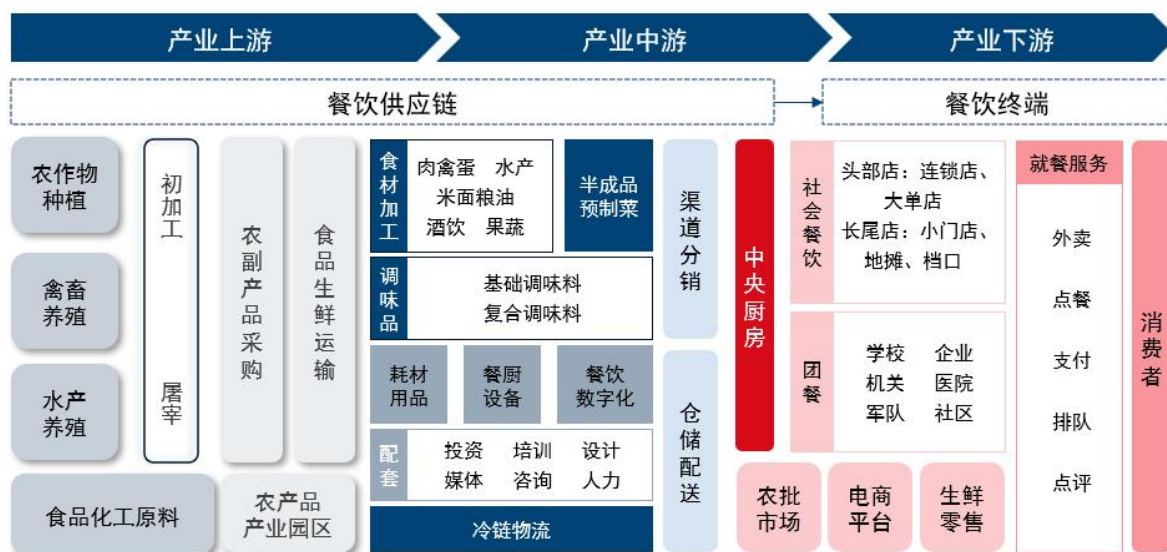 产业上游
产业中游
产业下游
餐饮供应链
餐饮终端
农作物
种植
禽畜
养殖
水产
养殖
食品化工原料
初加工
屠宰
农副产品采购
食品生鲜运输
农产品
产业园区
食材加工
肉禽蛋 水产
米面粮油
酒饮 果蔬
半成品
预制菜
调味品
基础调味料
复合调味料
耗材
用品
餐厨
设备
餐饮
数字化
配套
投资 培训 设计
媒体 咨询 人力
冷链物流
渠道分销
仓储配送
中央厨房
社会餐饮
头部店：连锁店、
大单店
长尾店：小门店、
地摊、档口
团餐
学校 企业
机关 医院
军队 社区
农批
市场
电商
平台
生鲜
零售
就餐服务
外卖
点餐
支付
排队
点评
消费者